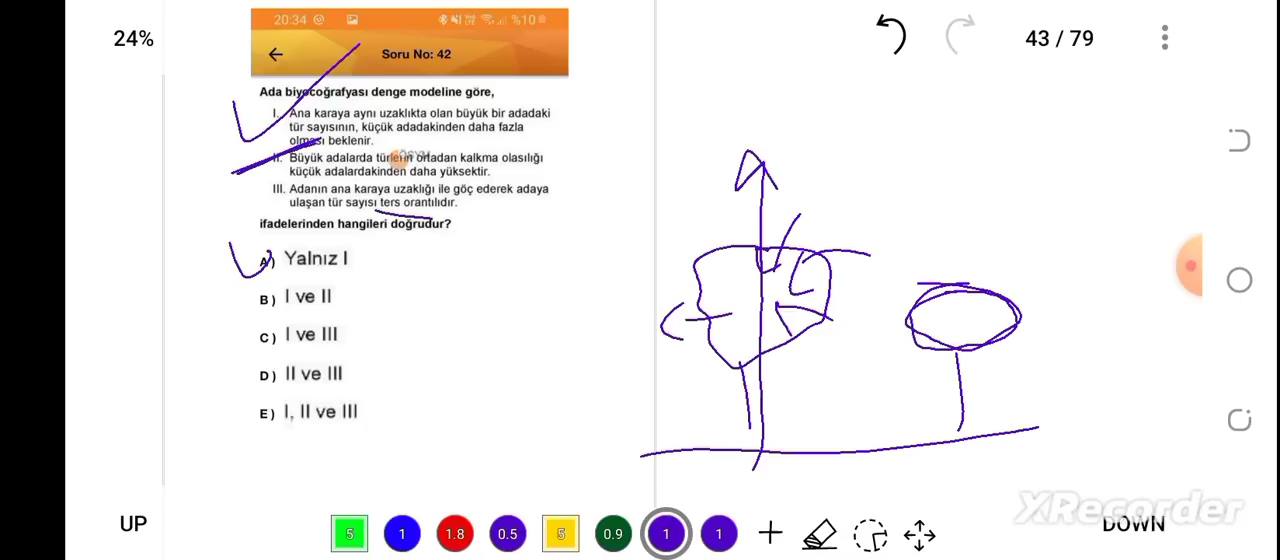 24%
20:34
%10
Soru No: 42
43 / 79
Ada biyocoğrafyası denge modeline göre,
I. Ana karaya aynı uzaklıkta olan büyük bir adadaki
tür sayısının, küçük adadakinden daha fazla
olması beklenir.
II. Büyük adalarda türlerin ortadan kalkma olasılığı
küçük adalardakinden daha yüksektir.
III. Adanın ana karaya uzaklığı ile göç ederek adaya
ulaşan tür sayısı ters orantılıdır.
ifadelerinden hangileri doğrudur?
A) Yalnız I
B) I ve II
C) I ve III
D) II ve III
E) I, II ve III
UP
5 1 1.8 0.5 5 0.9 1 1
XRecorder
DOWN